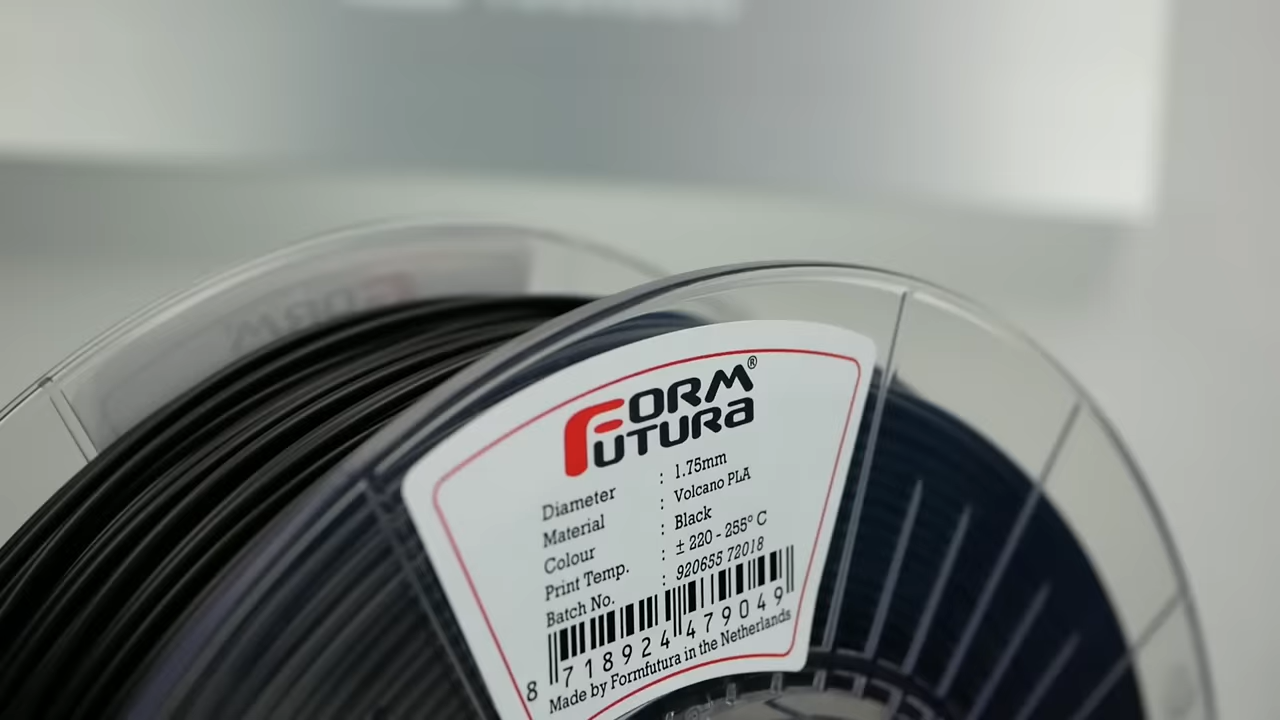 FORM®
FUTURA
Diameter : 1.75mm
Material : Volcano PLA
Colour : Black
Print Temp. : ± 220 - 255° C
Batch No. : 920655 72018
8 718924 479049
Made by Formfutura in the Netherlands
FORM